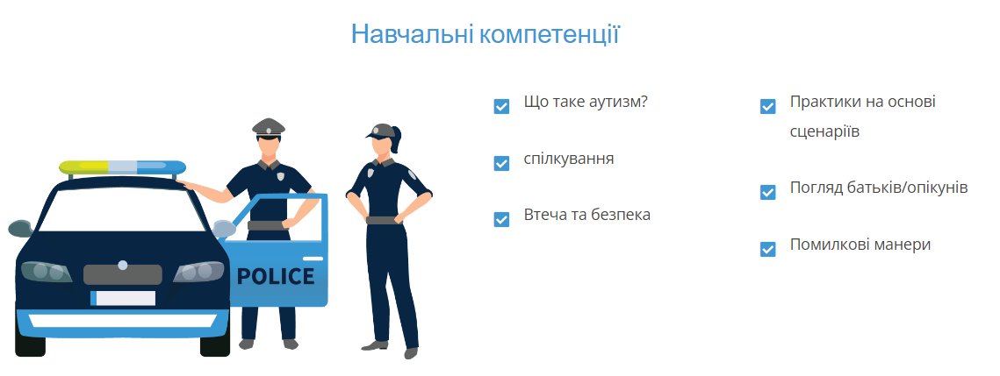 Навчальні компетенції
Що таке аутизм?
спілкування
Втеча та безпека
Практики на основі
сценаріїв
Погляд батьків/опікунів
Помилкові манери
POLICE